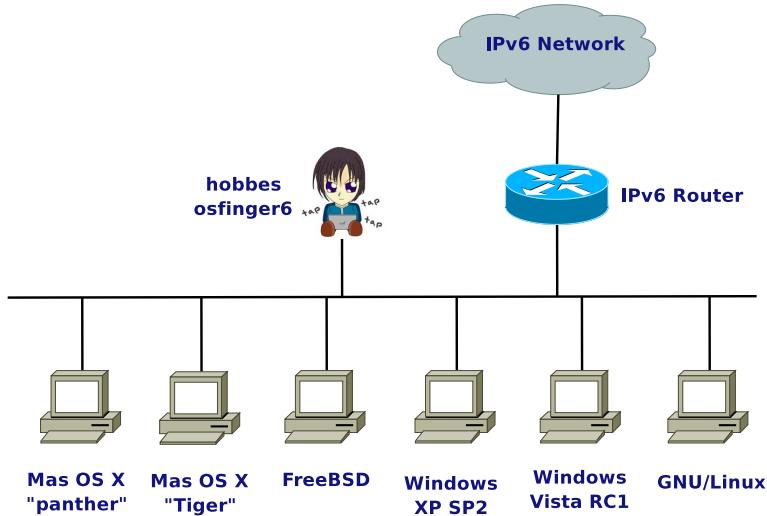 IPv6 Network
hobbes
osfinger6
tap
tap
tap
IPv6 Router
Mas OS X
"panther"
Mas OS X
"Tiger"
FreeBSD
Windows
XP SP2
Windows
Vista RC1
GNU/Linux